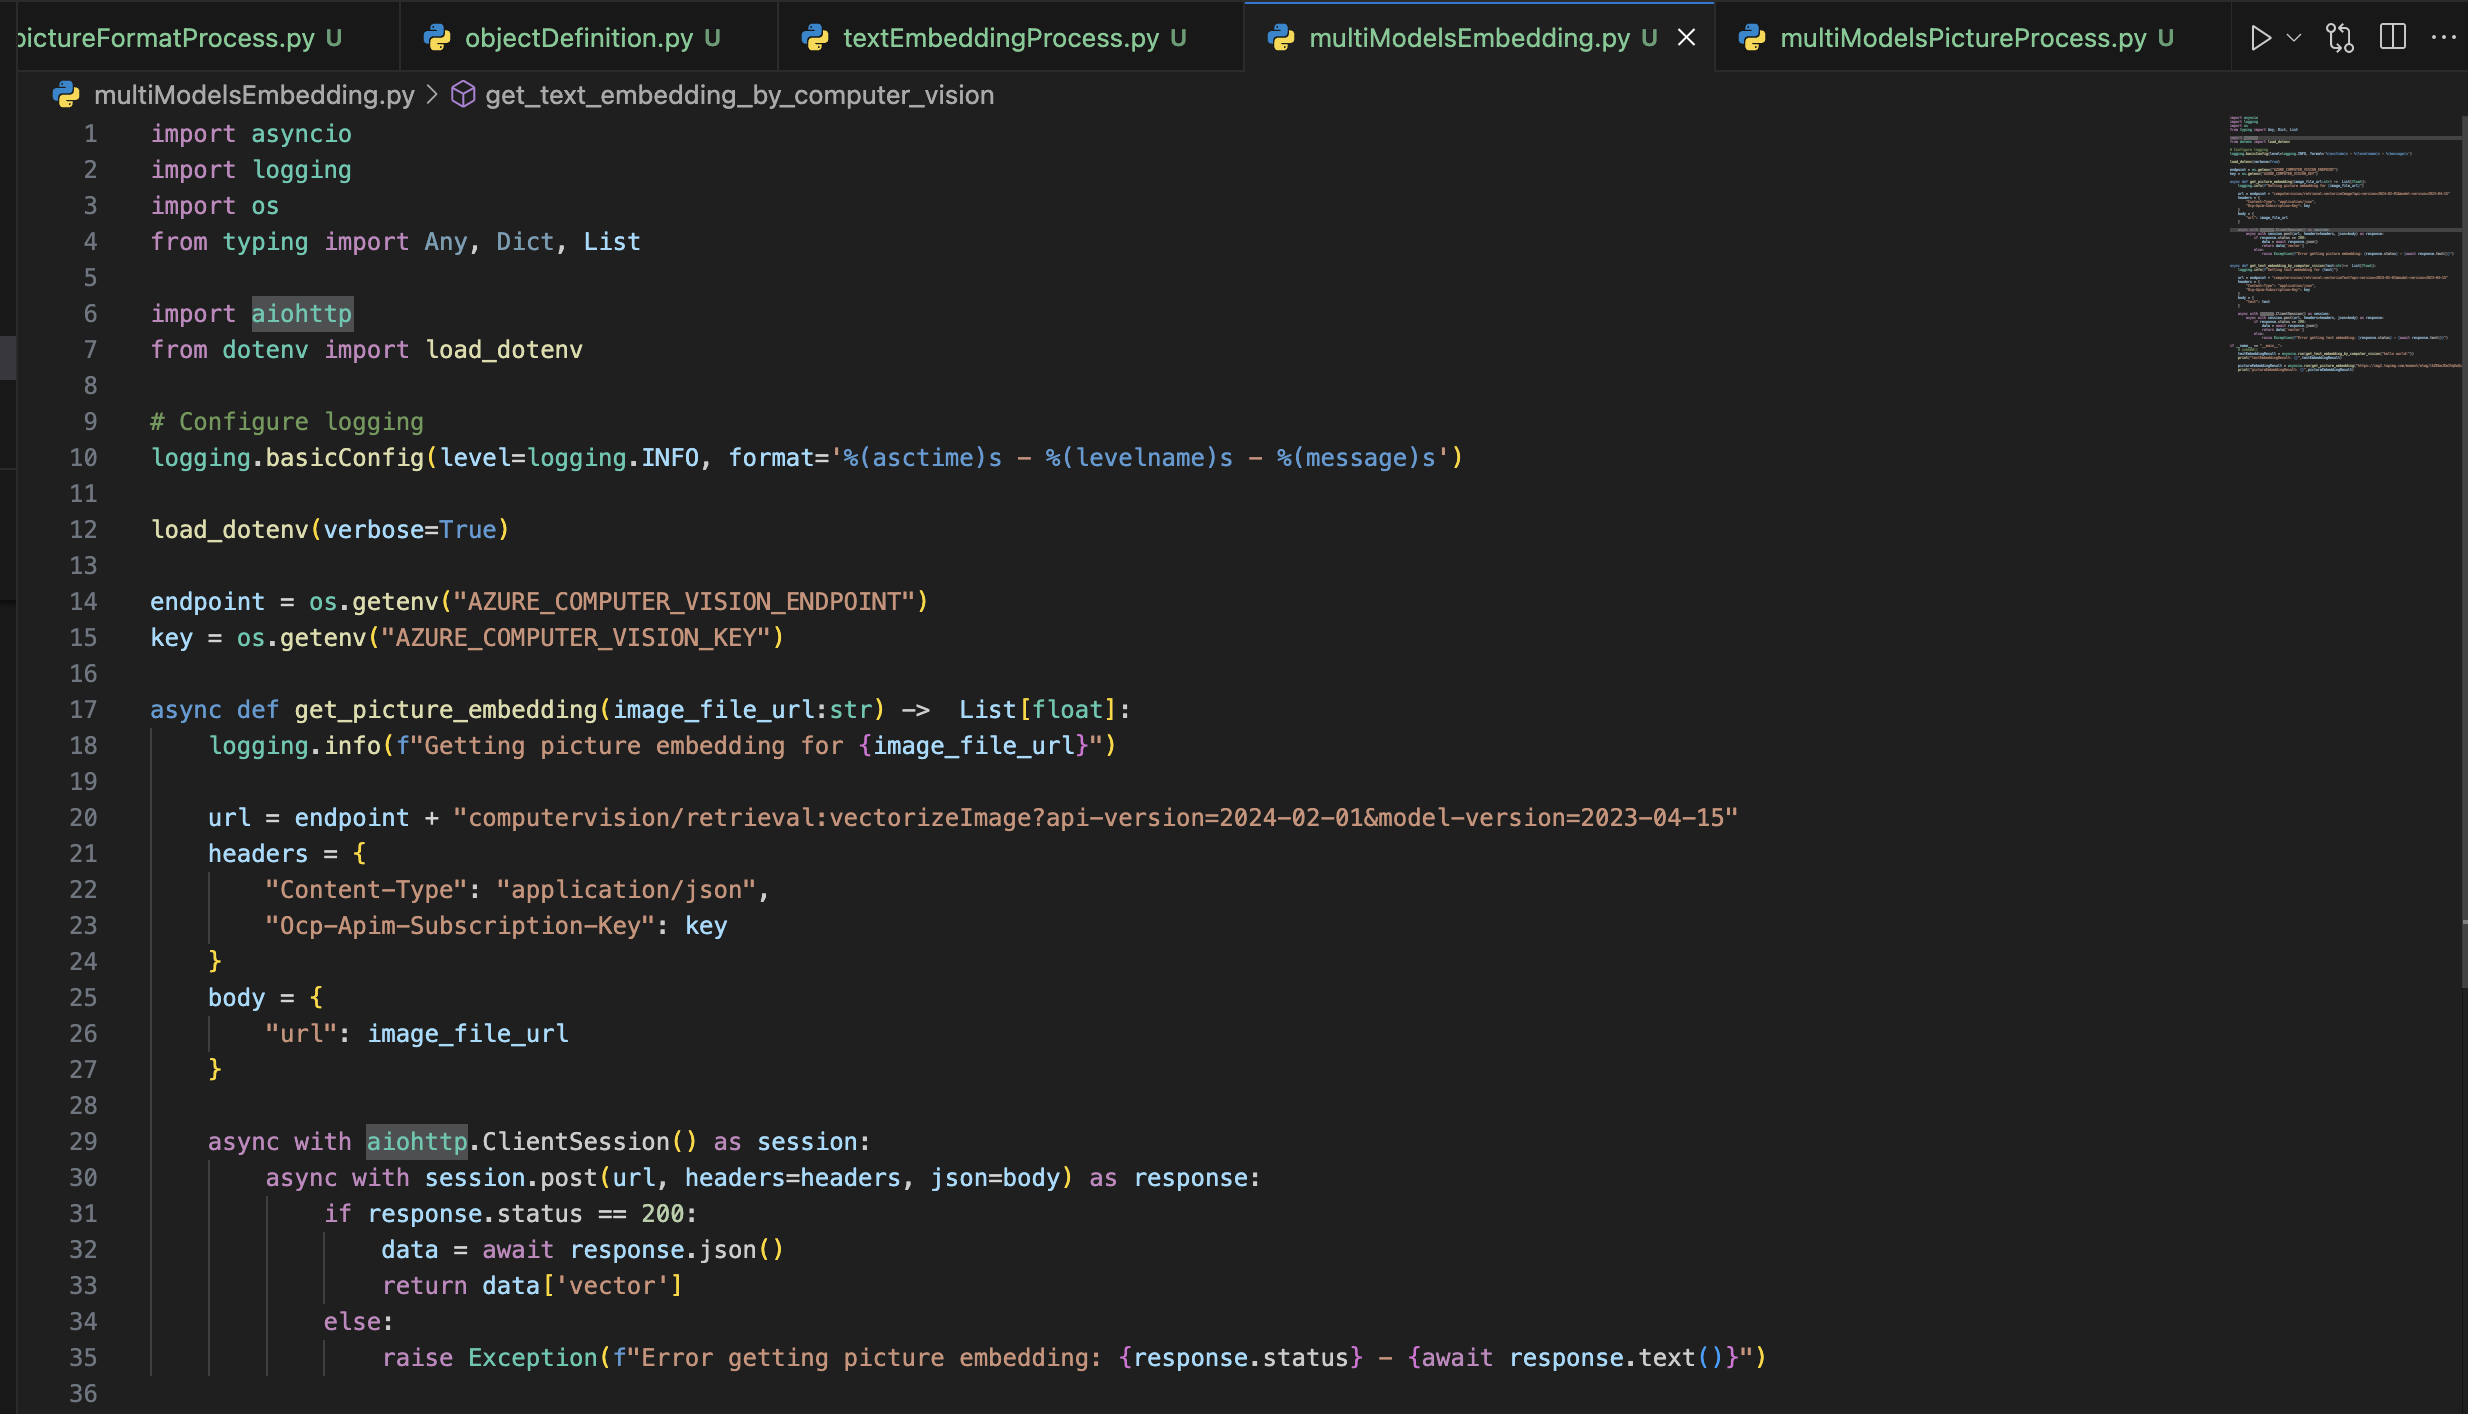 pictureFormatProcess.py U objectDefinition.py U textEmbeddingProcess.py U multiModelsEmbedding.py U multiModelsPictureProcess.py U
multiModelsEmbedding.py > get_text_embedding_by_computer_vision
1 import asyncio
2 import logging
3 import os
4 from typing import Any, Dict, List
5
6 import aiohttp
7 from dotenv import load_dotenv
8
9 # Configure logging
10 logging.basicConfig(level=logging.INFO, format='%(asctime)s - %(levelname)s - %(message)s')
11
12 load_dotenv(verbose=True)
13
14 endpoint = os.getenv("AZURE_COMPUTER_VISION_ENDPOINT")
15 key = os.getenv("AZURE_COMPUTER_VISION_KEY")
16
17 async def get_picture_embedding(image_file_url:str) ->  List[float]:
18     logging.info(f"Getting picture embedding for {image_file_url}")
19
20     url = endpoint + "computervision/retrieval:vectorizeImage?api-version=2024-02-01&model-version=2023-04-15"
21     headers = {
22         "Content-Type": "application/json",
23         "Ocp-Apim-Subscription-Key": key
24     }
25     body = {
26         "url": image_file_url
27     }
28
29     async with aiohttp.ClientSession() as session:
30         async with session.post(url, headers=headers, json=body) as response:
31             if response.status == 200:
32                 data = await response.json()
33                 return data['vector']
34             else:
35                 raise Exception(f"Error getting picture embedding: {response.status} - {await response.text()}")
36